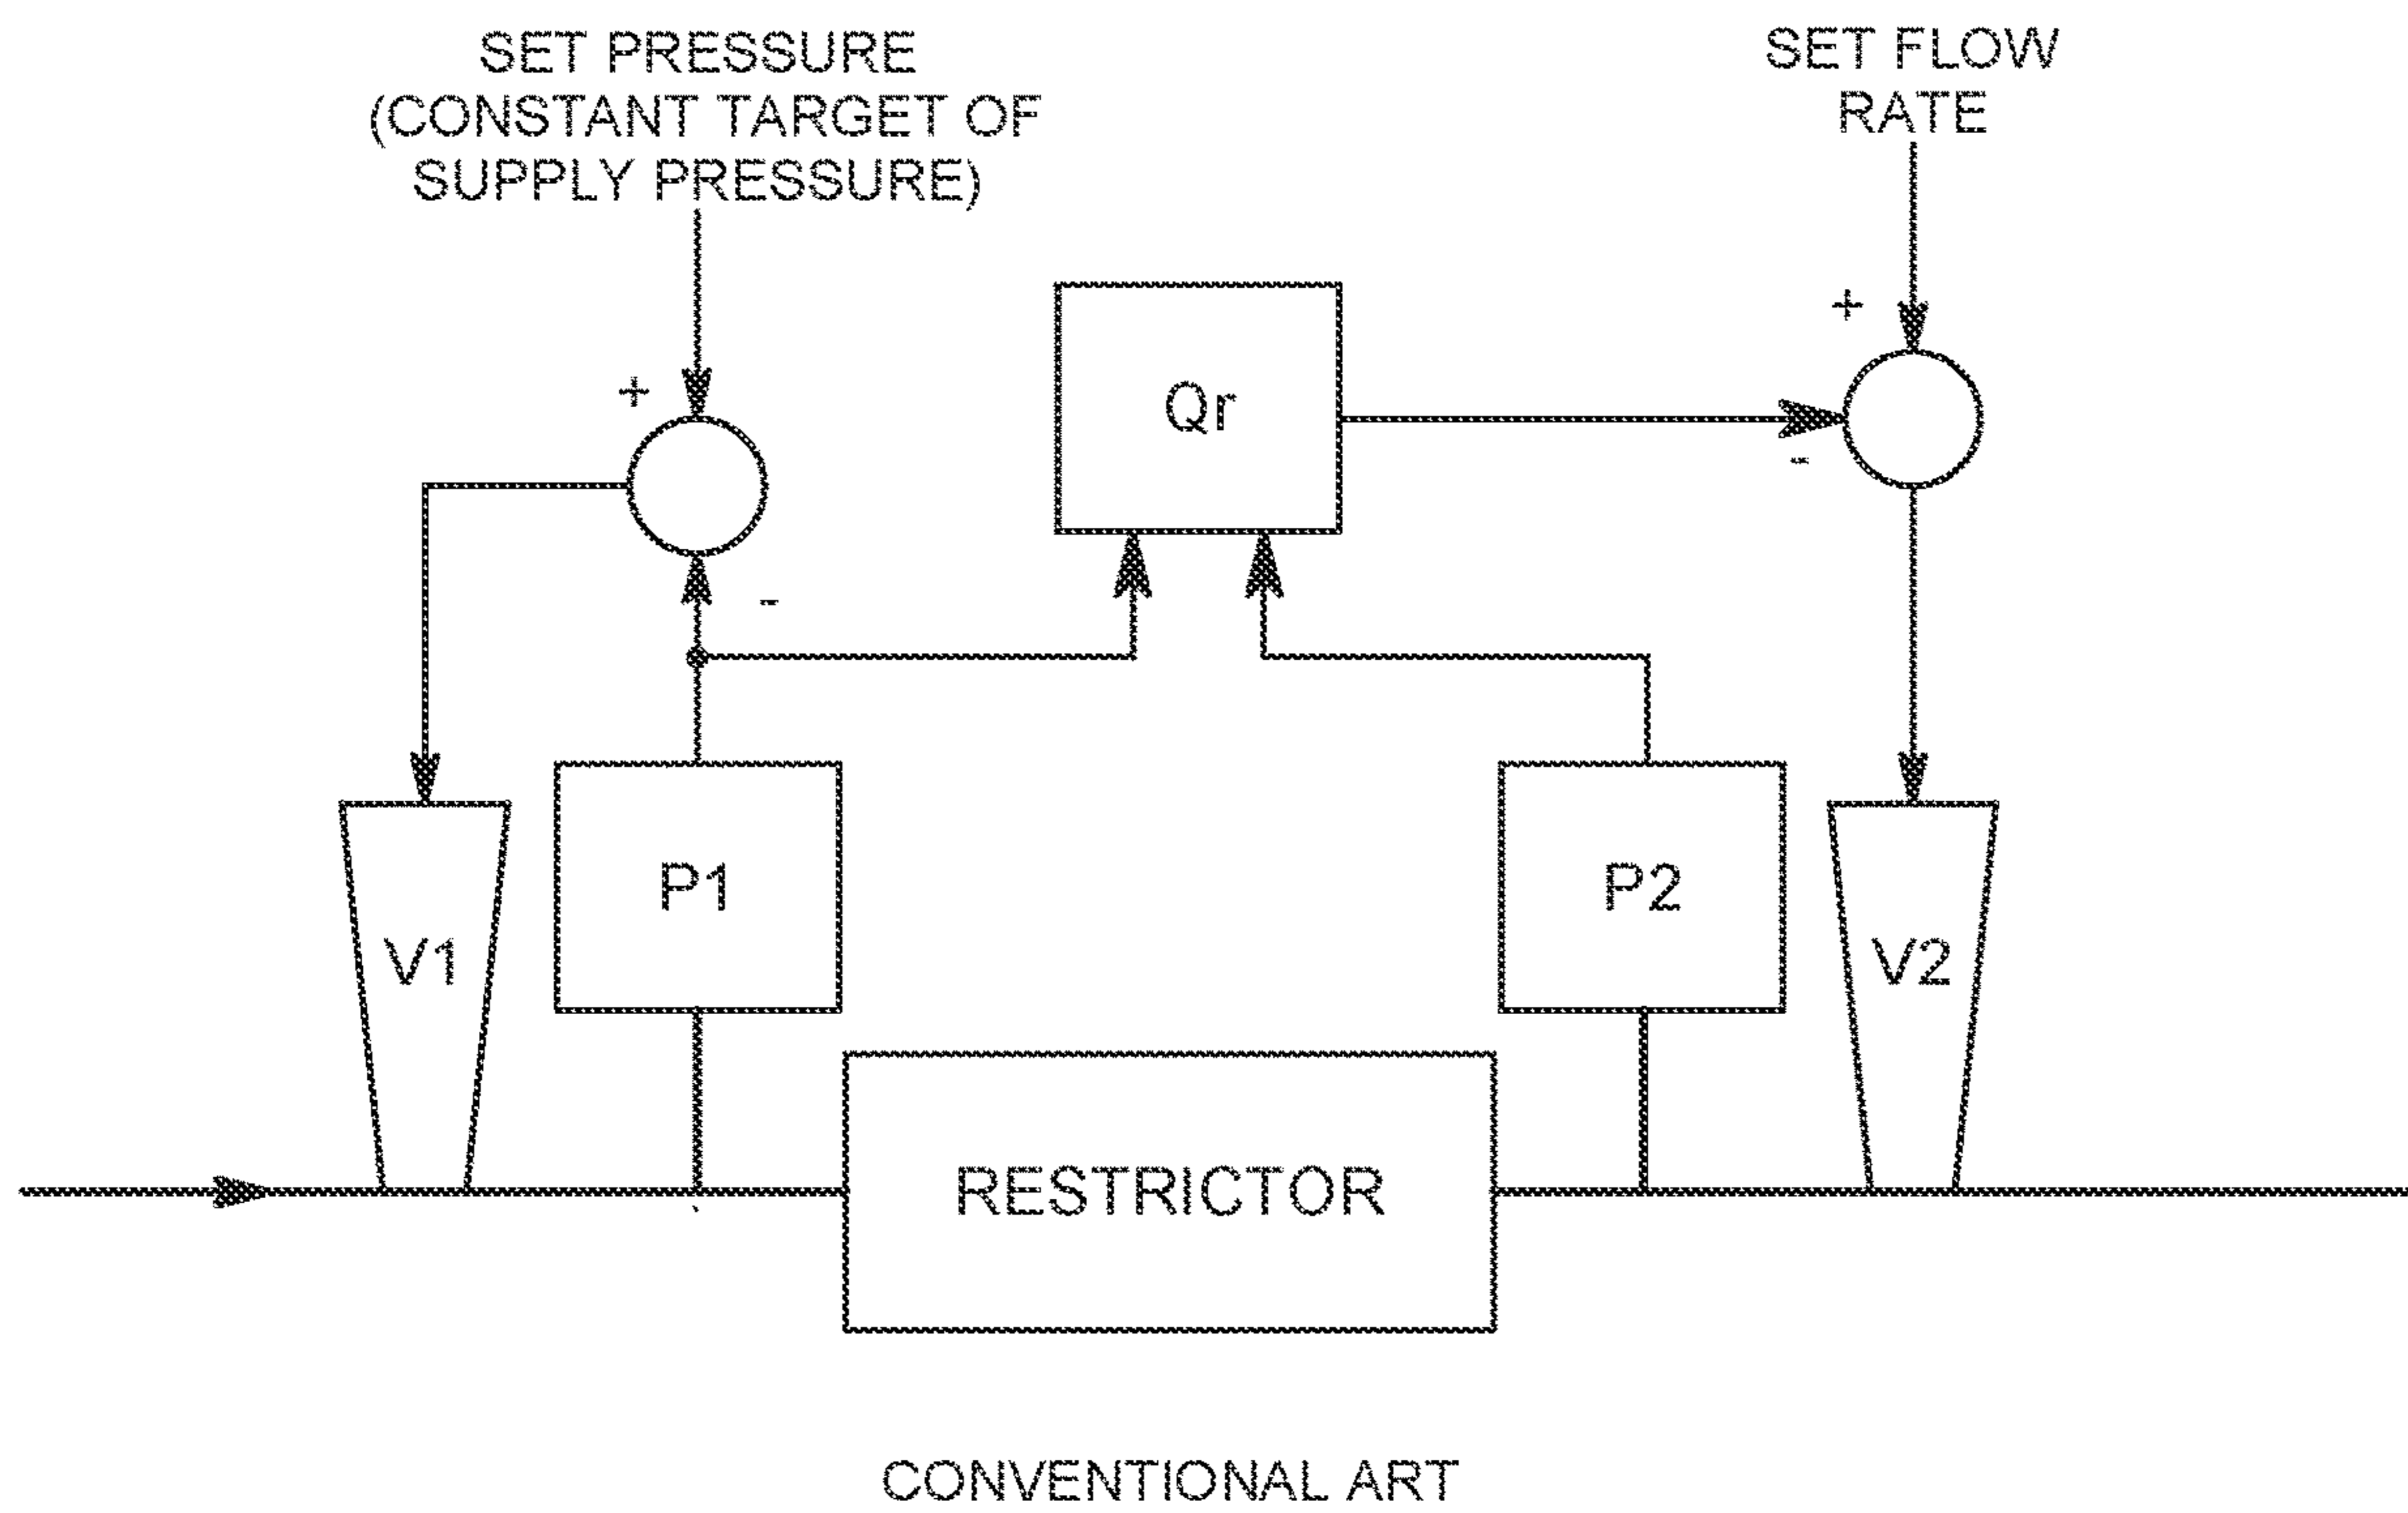 SET PRESSURE
(CONSTANT TARGET OF
SUPPLY PRESSURE)
SET FLOW
RATE
+
+
Qr
-
-
P1
P2
V1
V2
RESTRICTOR
CONVENTIONAL ART